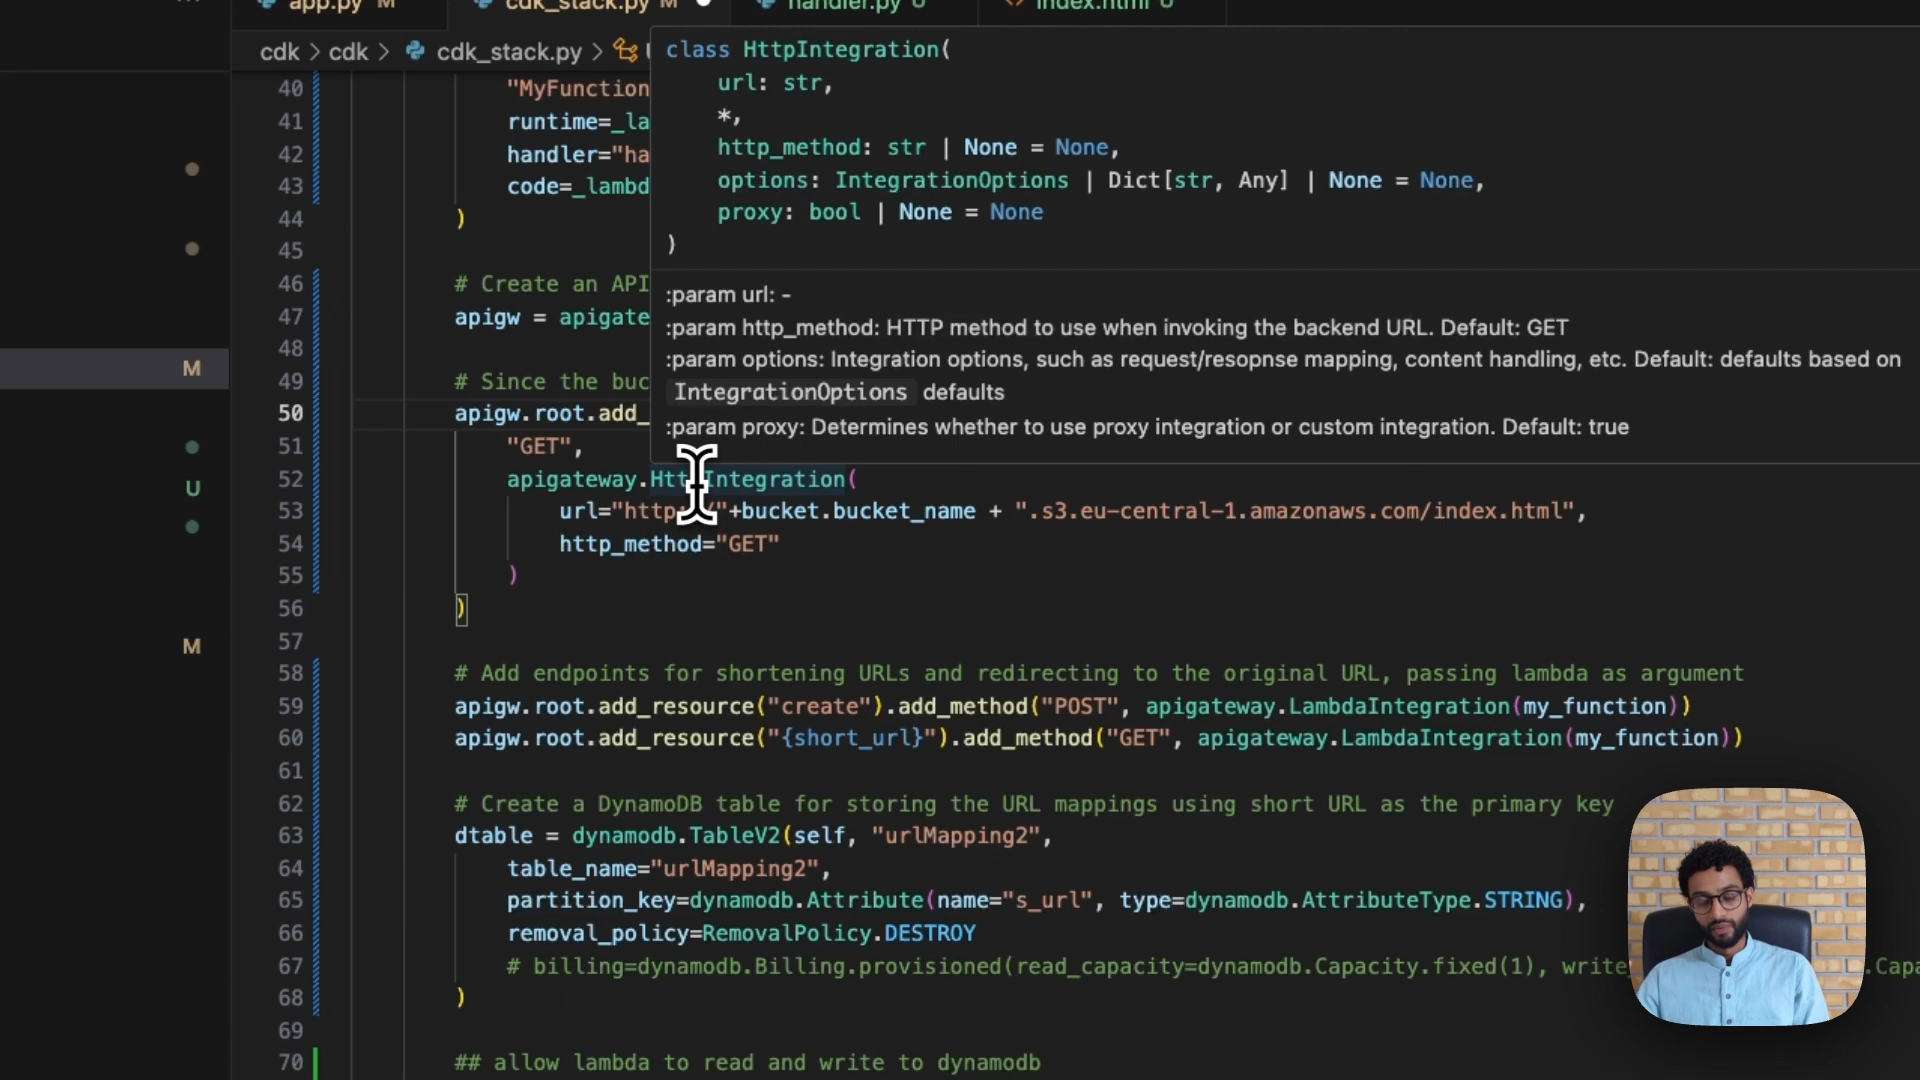 app.py M
cdk_stack.py M
handler.py U
index.html U
cdk > cdk > cdk_stack.py >
class HttpIntegration(
url: str,
*,
http_method: str | None = None,
options: IntegrationOptions | Dict[str, Any] | None = None,
proxy: bool | None = None
)
:param url: -
:param http_method: HTTP method to use when invoking the backend URL. Default: GET
:param options: Integration options, such as request/resopnse mapping, content handling, etc. Default: defaults based on
IntegrationOptions defaults
:param proxy: Determines whether to use proxy integration or custom integration. Default: true
M
U
M
40 "MyFunction
41 runtime=_la
42 handler="ha
43 code=_lambd
44 )
45
46 # Create an API
47 apigw = apigate
48
49 # Since the buc
50 apigw.root.add_
51 "GET",
52 apigateway.HttpIntegration(
53 url="http://"+bucket.bucket_name + ".s3.eu-central-1.amazonaws.com/index.html",
54 http_method="GET"
55 )
56 )
57
58 # Add endpoints for shortening URLs and redirecting to the original URL, passing lambda as argument
59 apigw.root.add_resource("create").add_method("POST", apigateway.LambdaIntegration(my_function))
60 apigw.root.add_resource("{short_url}").add_method("GET", apigateway.LambdaIntegration(my_function))
61
62 # Create a DynamoDB table for storing the URL mappings using short URL as the primary key
63 dtable = dynamodb.TableV2(self, "urlMapping2",
64 table_name="urlMapping2",
65 partition_key=dynamodb.Attribute(name="s_url", type=dynamodb.AttributeType.STRING),
66 removal_policy=RemovalPolicy.DESTROY
67 # billing=dynamodb.Billing.provisioned(read_capacity=dynamodb.Capacity.fixed(1), write .Capa
68 )
69
70 ## allow lambda to read and write to dynamodb